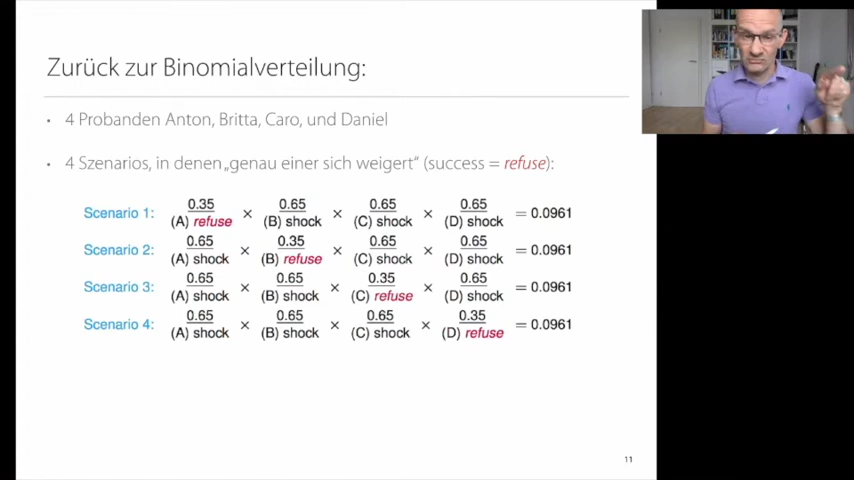 Zurück zur Binomialverteilung:
• 4 Probanden Anton, Britta, Caro, und Daniel
• 4 Szenarios, in denen „genau einer sich weigert“ (success = refuse):
Scenario 1: 0.35 × 0.65 × 0.65 × 0.65 = 0.0961
(A) refuse (B) shock (C) shock (D) shock
Scenario 2: 0.65 × 0.35 × 0.65 × 0.65 = 0.0961
(A) shock (B) refuse (C) shock (D) shock
Scenario 3: 0.65 × 0.65 × 0.35 × 0.65 = 0.0961
(A) shock (B) shock (C) refuse (D) shock
Scenario 4: 0.65 × 0.65 × 0.65 × 0.35 = 0.0961
(A) shock (B) shock (C) shock (D) refuse
11